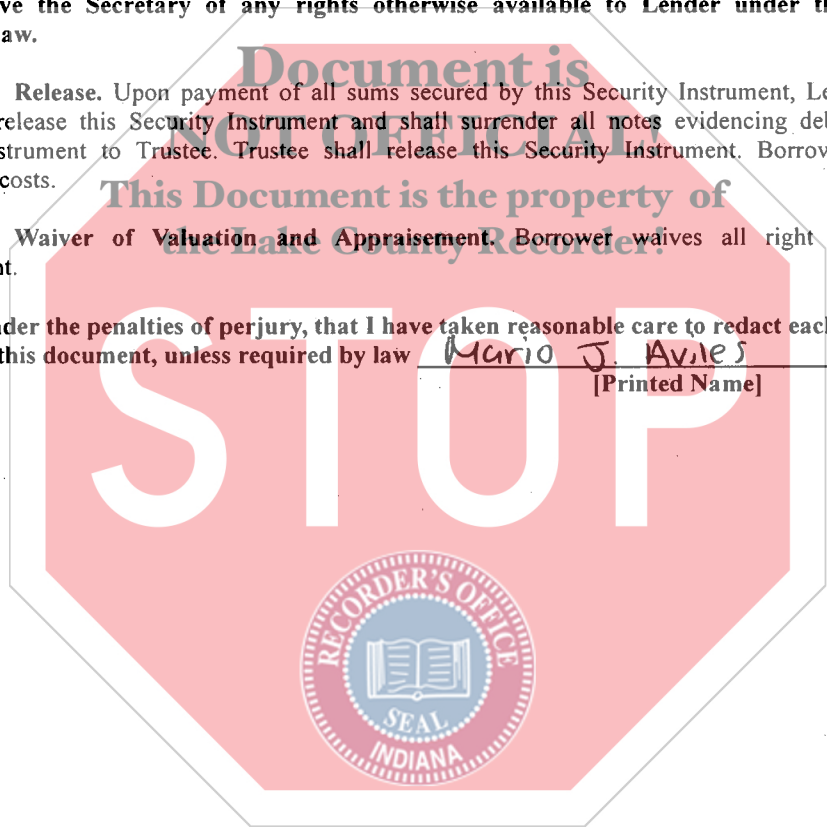 ve the Secretary of any rights otherwise available to Lender under th
aw.
Document is
Release. Upon payment of all sums secured by this Security Instrument, Le
release this Security Instrument and shall surrender all notes evidencing deb
NOT OFFICIAL!
strument to Trustee. Trustee shall release this Security Instrument. Borrow
costs.
This Document is the property of
Waiver of Valuation and Appraisement. Borrower waives all right
the Lake County Recorder!
nt.
nder the penalties of perjury, that I have taken reasonable care to redact each
this document, unless required by law Mario J. Aviles
[Printed Name]
STOP
RECORDER'S OFFICE
SEAL
INDIANA